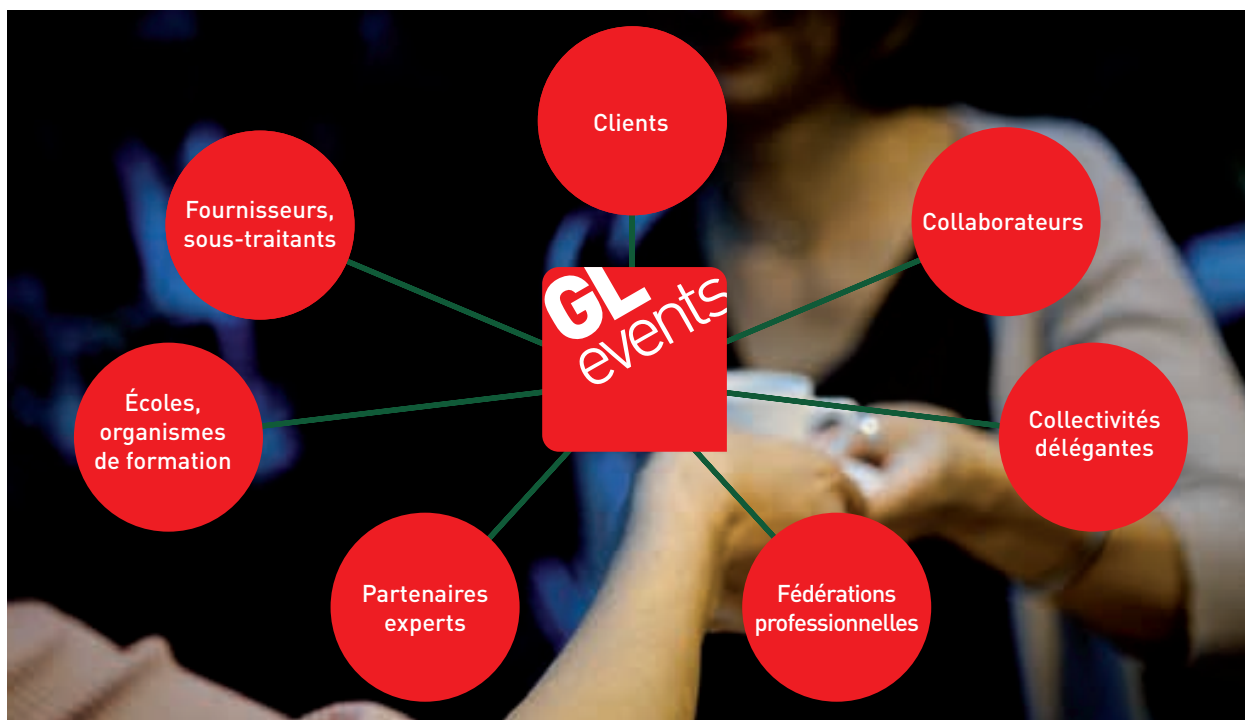 Clients
Fournisseurs,
sous-traitants
Collaborateurs
GL
events
Écoles,
organismes
de formation
Collectivités
délégantes
Partenaires
experts
Fédérations
professionnelles